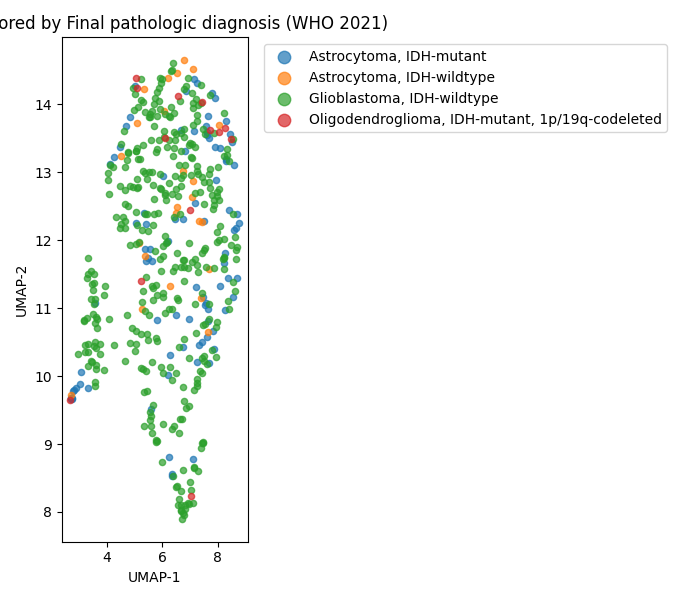 ored by Final pathologic diagnosis (WHO 2021)
Astrocytoma, IDH-mutant
Astrocytoma, IDH-wildtype
Glioblastoma, IDH-wildtype
Oligodendroglioma, IDH-mutant, 1p/19q-codeleted
14
13
12
11
10
9
8
UMAP-2
4 6 8
UMAP-1